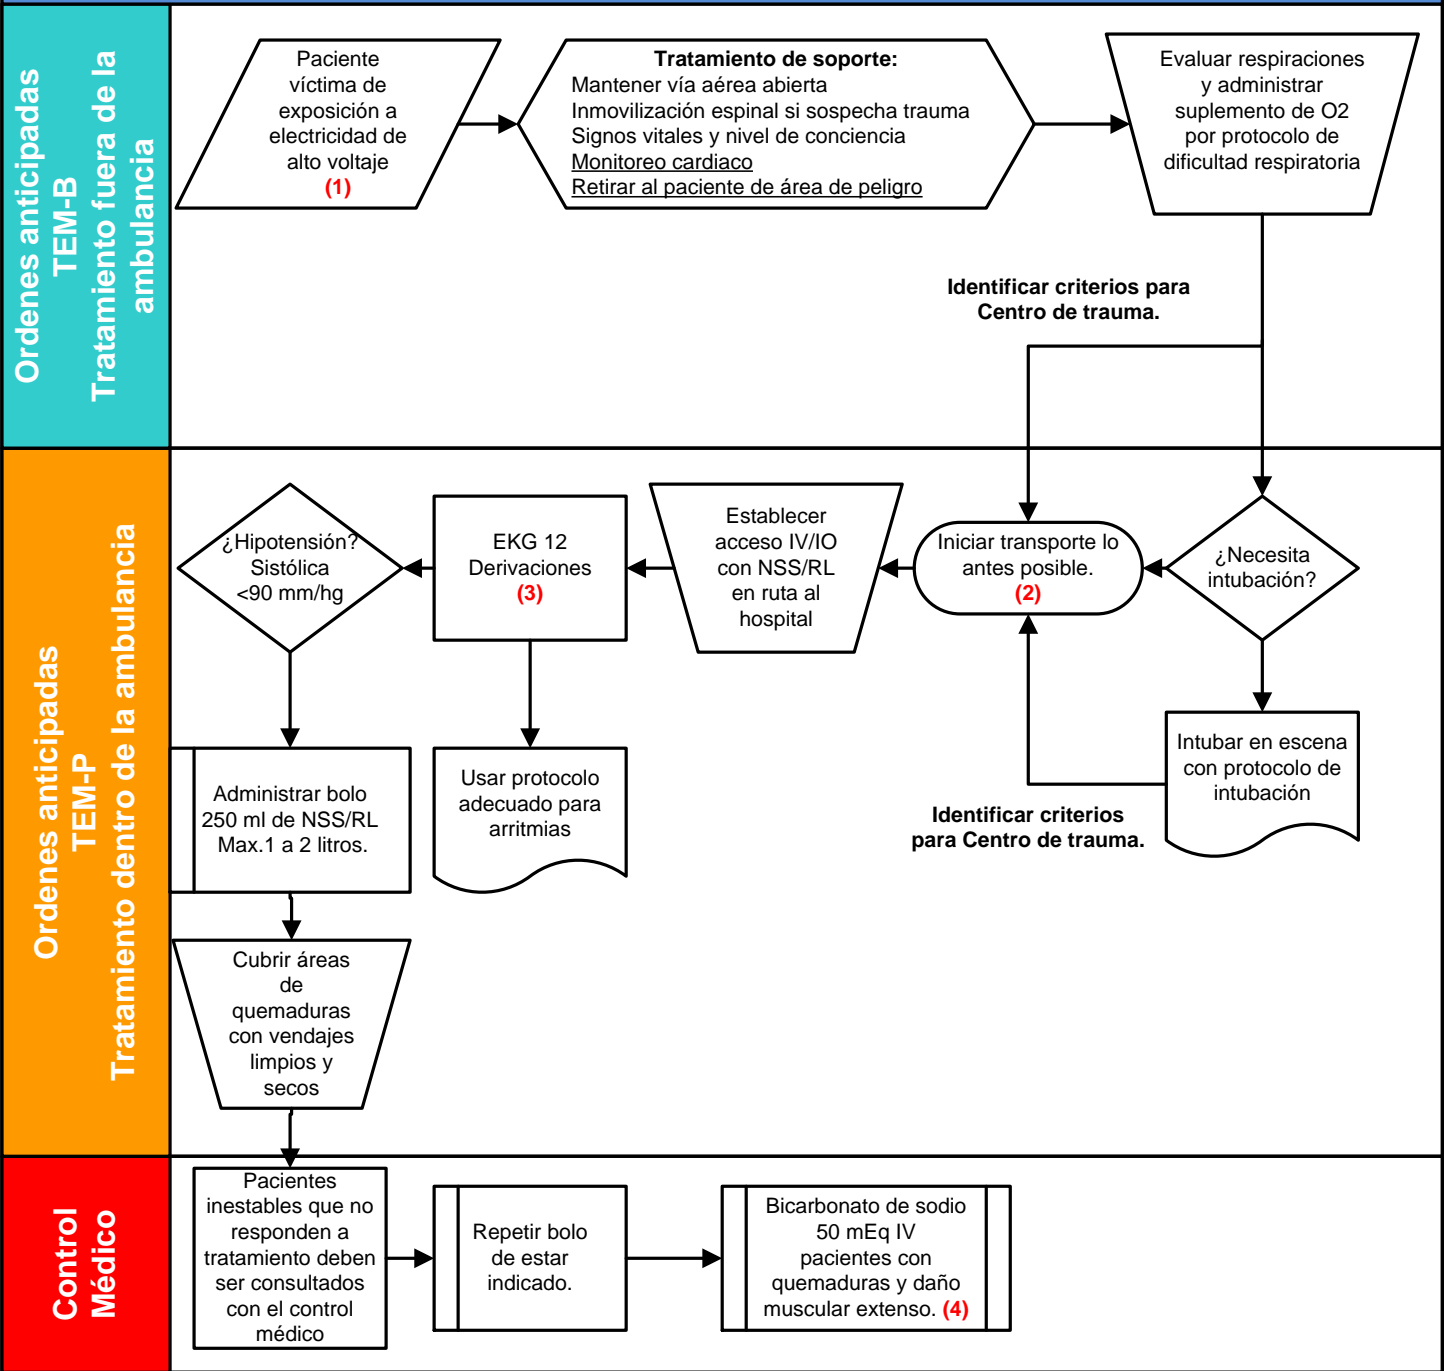 Ordenes anticipadas
TEM-B
Tratamiento fuera de la
ambulancia
Paciente
víctima de
exposición a
electricidad de
alto voltaje
(1)
Tratamiento de soporte:
Mantener vía aérea abierta
Inmovilización espinal si sospecha trauma
Signos vitales y nivel de conciencia
Monitoreo cardiaco
Retirar al paciente de área de peligro
Evaluar respiraciones
y administrar
suplemento de O2
por protocolo de
dificultad respiratoria
Identificar criterios para
Centro de trauma.
Ordenes anticipadas
TEM-P
Tratamiento dentro de la ambulancia
¿Hipotensión?
Sistólica
<90 mm/hg
EKG 12
Derivaciones
(3)
Establecer
acceso IV/IO
con NSS/RL
en ruta al
hospital
Iniciar transporte lo
antes posible.
(2)
¿Necesita
intubación?
Administrar bolo
250 ml de NSS/RL
Max.1 a 2 litros.
Usar protocolo
adecuado para
arritmias
Identificar criterios
para Centro de trauma.
Intubar en escena
con protocolo de
intubación
Cubrir áreas
de
quemaduras
con vendajes
limpios y
secos
Control
Médico
Pacientes
inestables que no
responden a
tratamiento deben
ser consultados
con el control
médico
Repetir bolo
de estar
indicado.
Bicarbonato de sodio
50 mEq IV
pacientes con
quemaduras y daño
muscular extenso. (4)